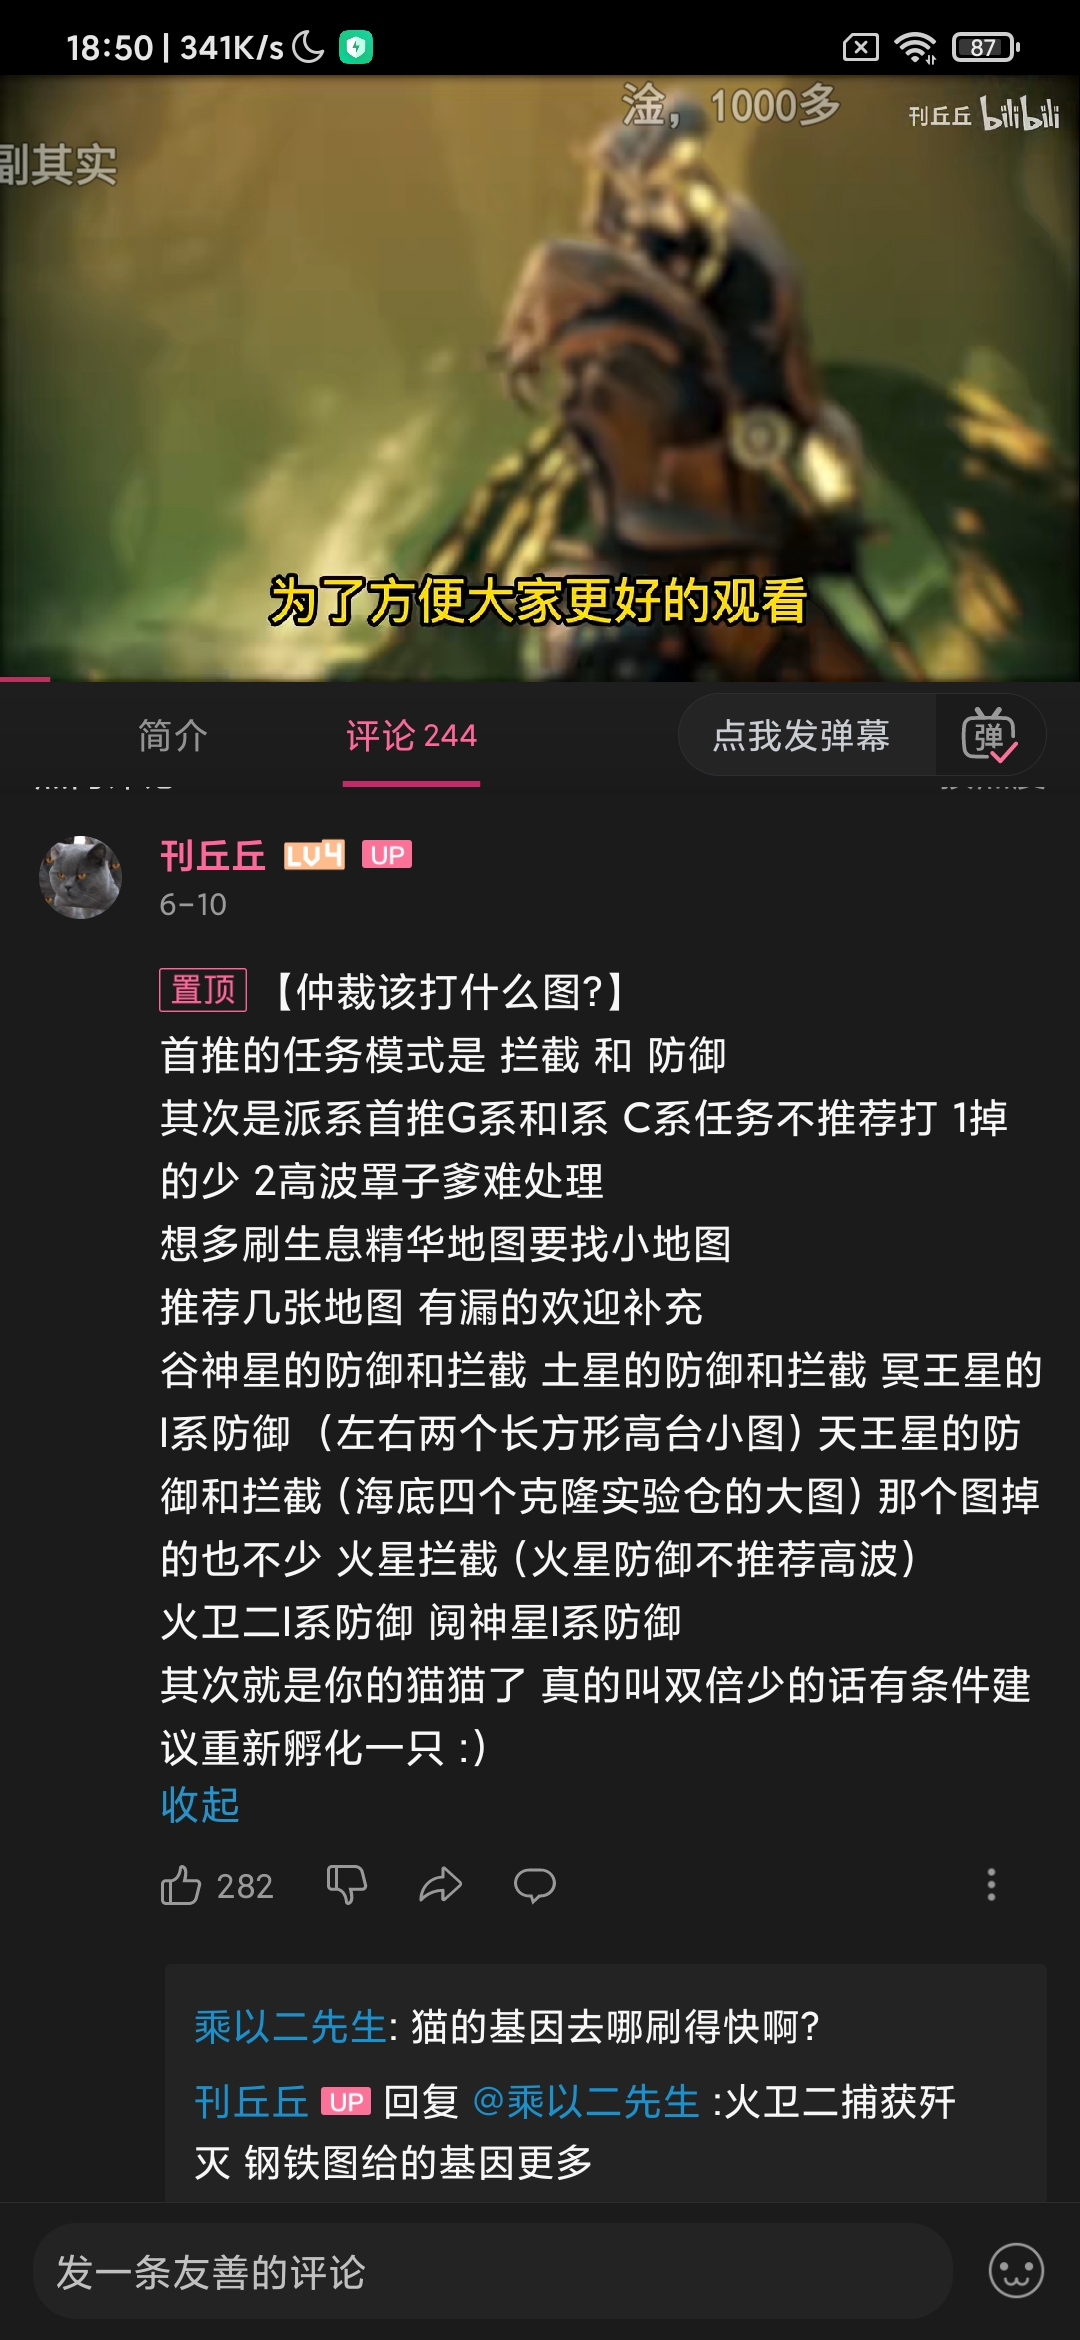 18:50 | 341K/s
87
淦，1000多
刊丘丘 bilibili
副其实
为了方便大家更好的观看
简介
评论 244
点我发弹幕
弹
刊丘丘 LV4 UP
6-10
置顶 【仲裁该打什么图?】
首推的任务模式是 拦截 和 防御
其次是派系首推G系和I系 C系任务不推荐打 1掉
的少 2高波罩子爹难处理
想多刷生息精华地图要找小地图
推荐几张地图 有漏的欢迎补充
谷神星的防御和拦截 土星的防御和拦截 冥王星的
I系防御（左右两个长方形高台小图) 天王星的防
御和拦截 (海底四个克隆实验仓的大图) 那个图掉
的也不少 火星拦截 (火星防御不推荐高波)
火卫二I系防御 阋神星I系防御
其次就是你的猫猫了 真的叫双倍少的话有条件建
议重新孵化一只 :)
收起
282
乘以二先生: 猫的基因去哪刷得快啊?
刊丘丘 UP 回复 @乘以二先生 :火卫二捕获歼
灭 钢铁图给的基因更多
发一条友善的评论